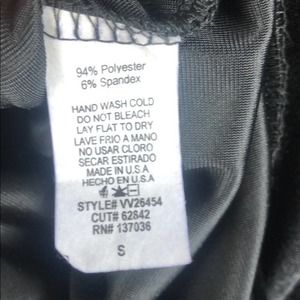 94% Polyester
6% Spandex
HAND WASH COLD
DO NOT BLEACH
LAY FLAT TO DRY
LAVE FRIO A MANO
NO USAR CLORO
SECAR ESTIRADO
MADE IN U.S.A
HECHO EN U.S.A
STYLE# VV26454
CUT# 62842
RN# 137036
S